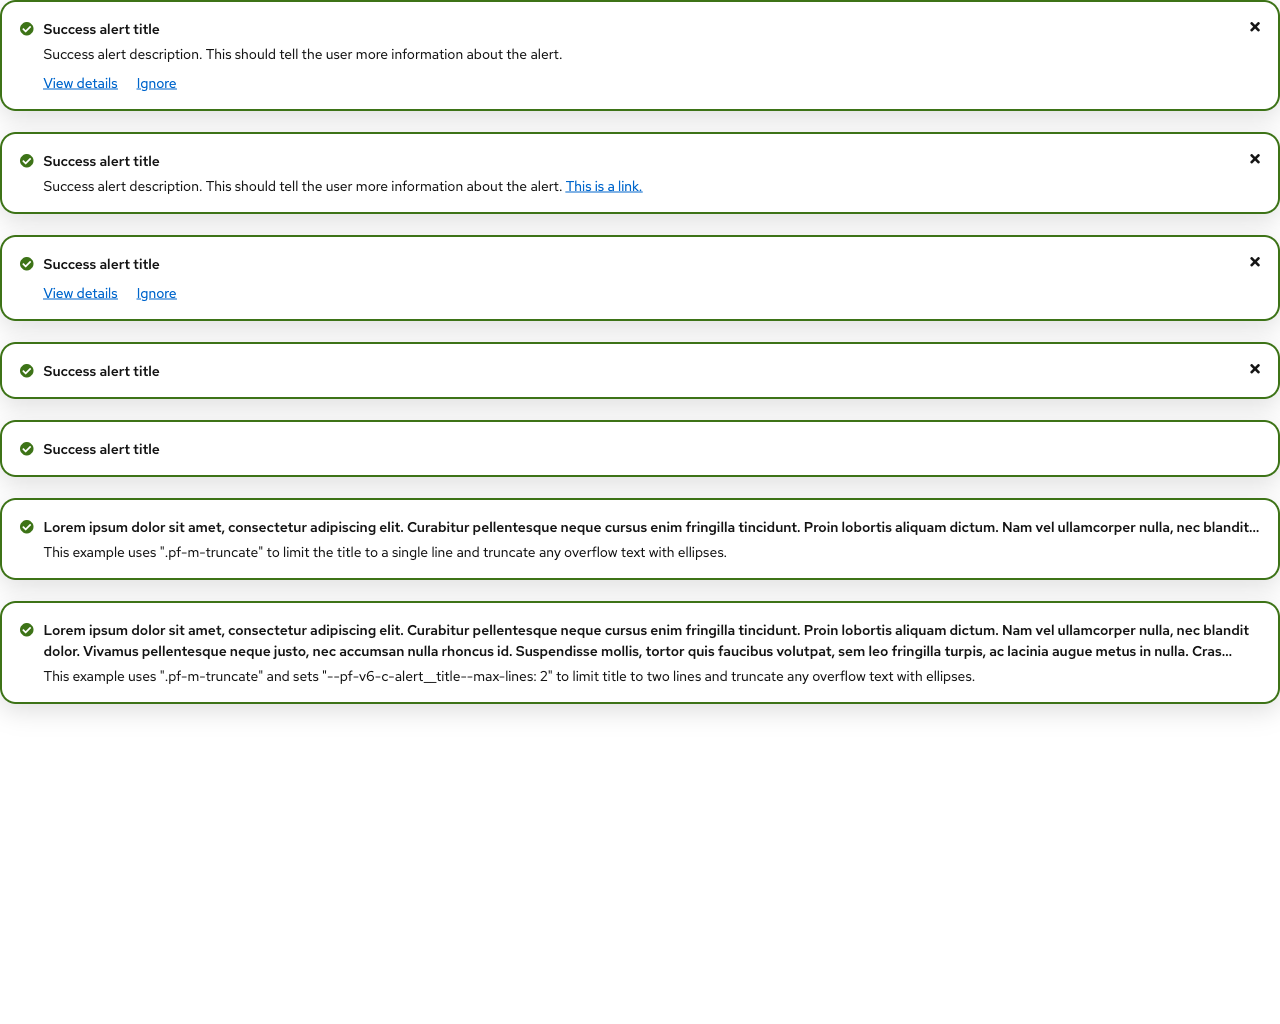 Success alert title
Success alert description. This should tell the user more information about the alert.
View details Ignore
Success alert title
Success alert description. This should tell the user more information about the alert. This is a link.
Success alert title
View details Ignore
Success alert title
Success alert title
Lorem ipsum dolor sit amet, consectetur adipiscing elit. Curabitur pellentesque neque cursus enim fringilla tincidunt. Proin lobortis aliquam dictum. Nam vel ullamcorper nulla, nec blandit...
This example uses ".pf-m-truncate" to limit the title to a single line and truncate any overflow text with ellipses.
Lorem ipsum dolor sit amet, consectetur adipiscing elit. Curabitur pellentesque neque cursus enim fringilla tincidunt. Proin lobortis aliquam dictum. Nam vel ullamcorper nulla, nec blandit
dolor. Vivamus pellentesque neque justo, nec accumsan nulla rhoncus id. Suspendisse mollis, tortor quis faucibus volutpat, sem leo fringilla turpis, ac lacinia augue metus in nulla. Cras...
This example uses ".pf-m-truncate" and sets "--pf-v6-c-alert__title--max-lines: 2" to limit title to two lines and truncate any overflow text with ellipses.